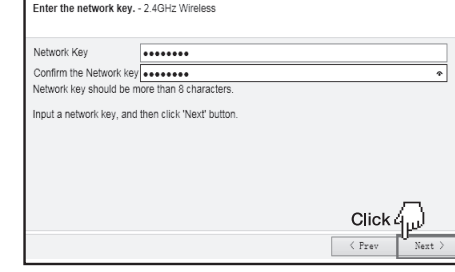 Enter the network key. - 2.4GHz Wireless
Network Key ●●●●●●●●
Confirm the Network key ●●●●●●●●
Network key should be more than 8 characters.
Input a network key, and then click 'Next' button.
Click
< Prev Next >